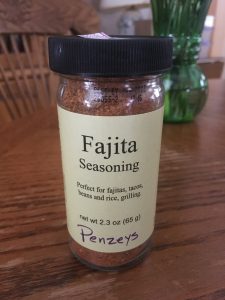 Fajita
Seasoning
Perfect for fajitas, tacos,
beans and rice, grilling.
net wt 2.3 oz (65 g)
Penzeys